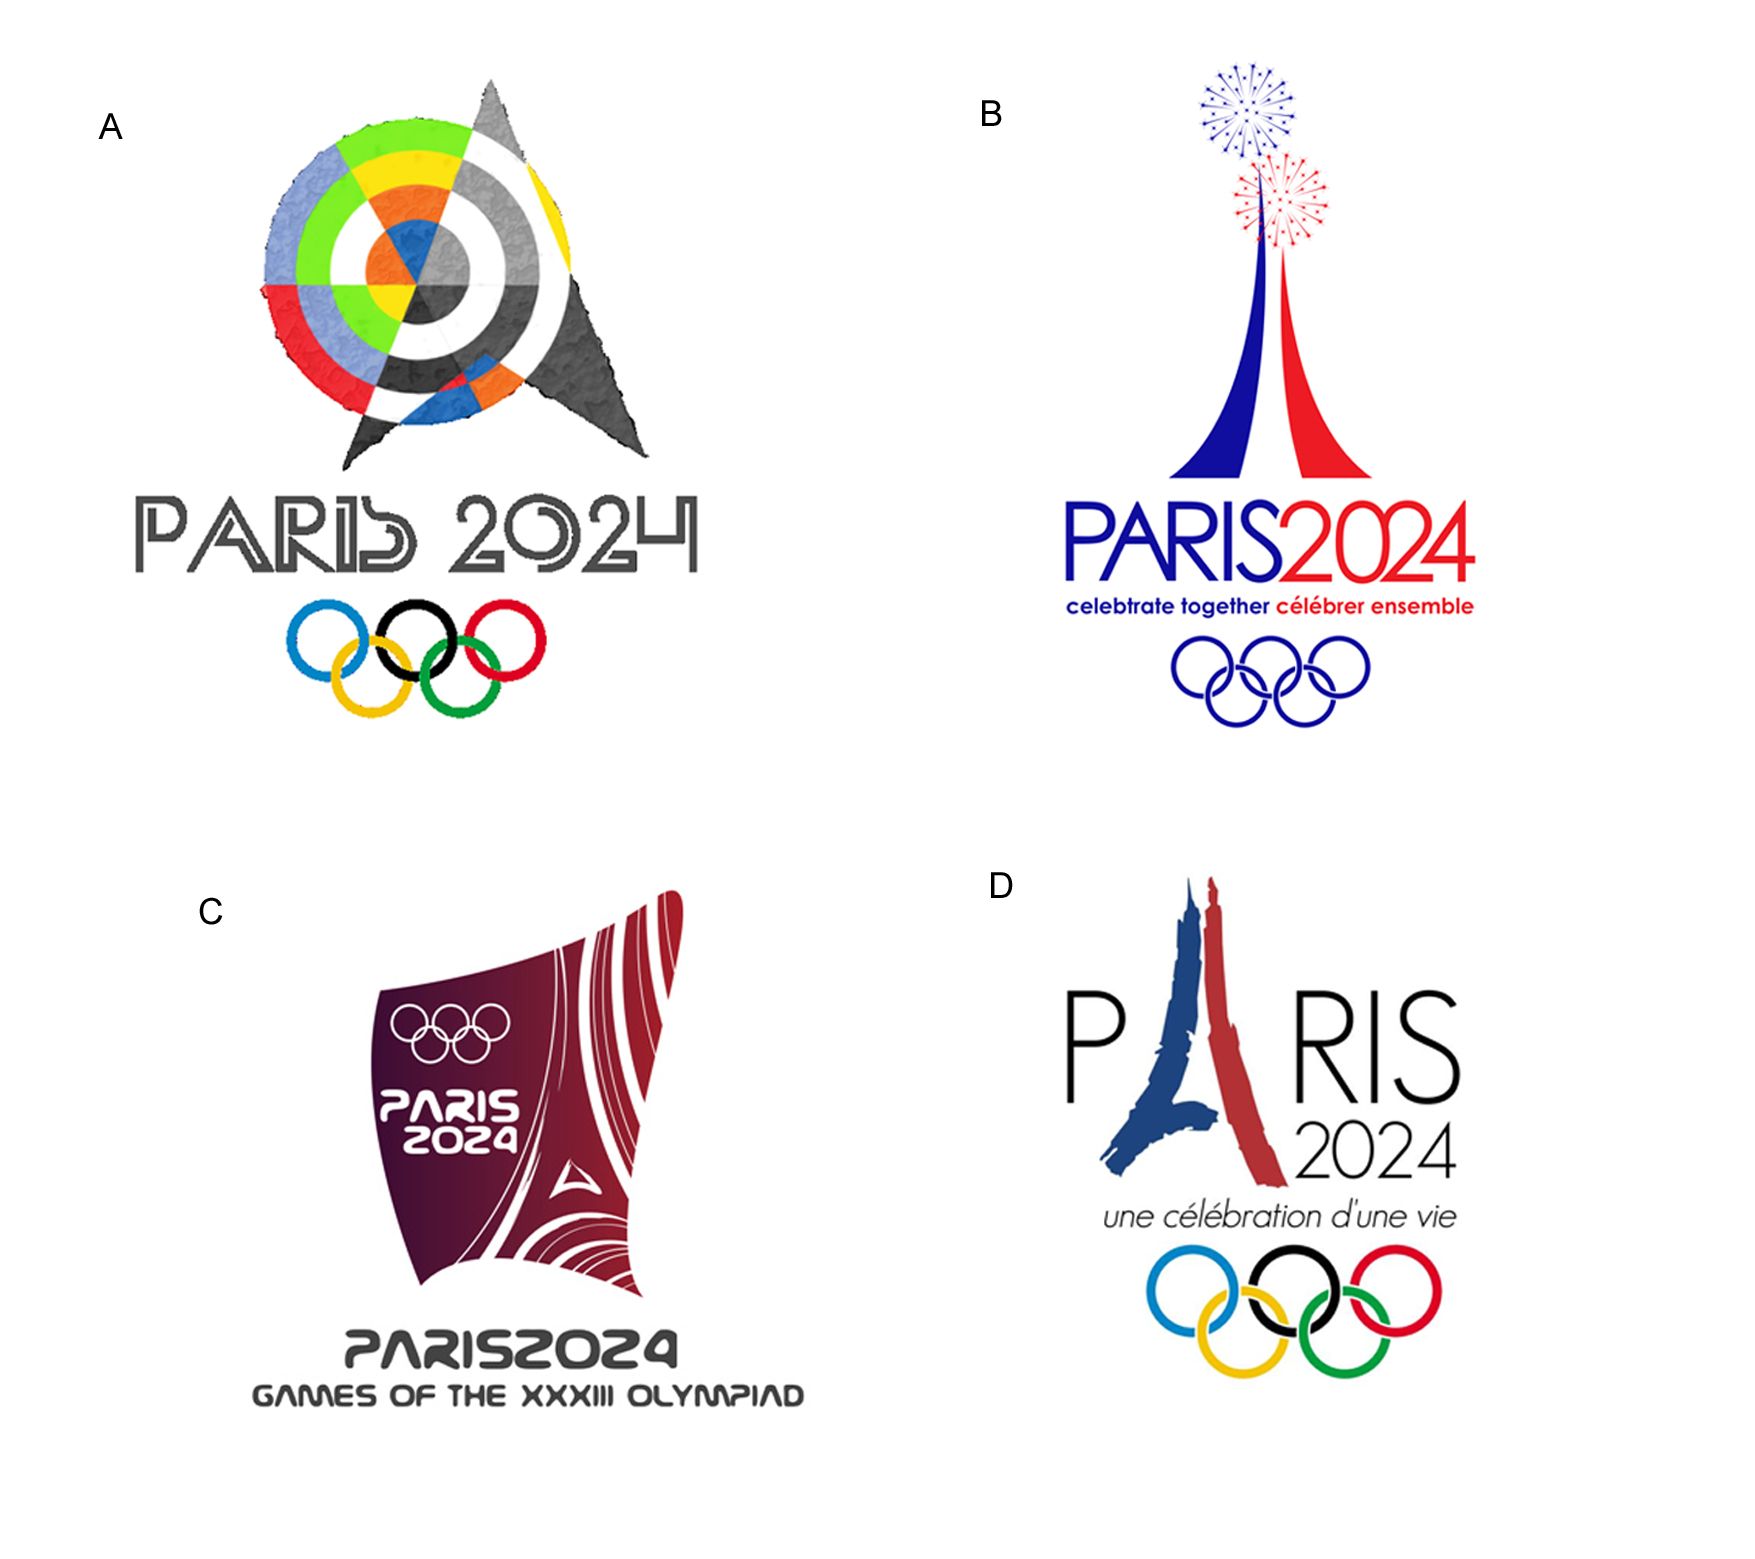 A
PARIS 2024
B
PARIS2024
celebtrate together célébrer ensemble
C
PARIS
2024
PARIS2024
GAMES OF THE XXXIII OLYMPIAD
D
PARIS
2024
une célébration d'une vie